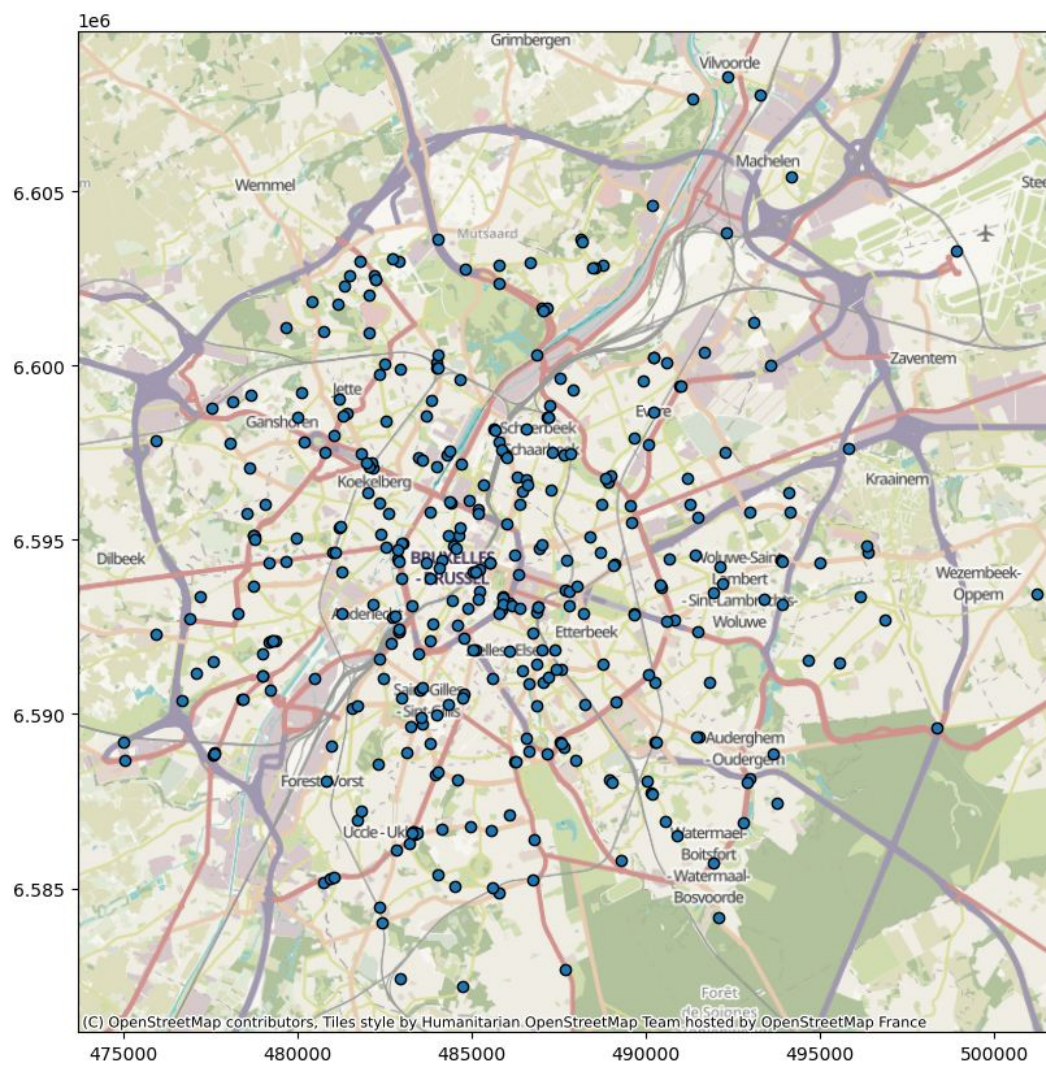 1e6
Grimbergen
Vilvoorde
Machelen
6.605
Wemmel
Mutsaard
6.600
Zaventem
Jette
Ganshoren
Evere
Schaerbeek
- Schaarbeek
Kraainem
Koekelberg
6.595
Dilbeek
BRUXELLES
- BRUSSEL
Woluwe-Saint-
Lambert
- Sint-Lambrechts-
Woluwe
Wezembeek-
Oppem
Anderlecht
Etterbeek
6.590
Saint-Gilles
- Sint-Gillis
Auderghem
- Oudergem
Forest-Vorst
Uccle - Ukkel
Watermael-
Boitsfort
- Watermaal-
Bosvoorde
6.585
Forêt
de Soignes
(C) OpenStreetMap contributors, Tiles style by Humanitarian OpenStreetMap Team hosted by OpenStreetMap France
475000 480000 485000 490000 495000 500000